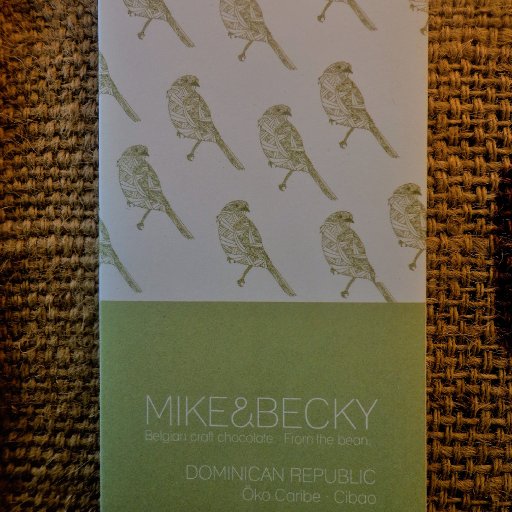 MIKE&BECKY
Belgian craft chocolate. From the bean.
DOMINICAN REPUBLIC
Öko Caribe · Cibao